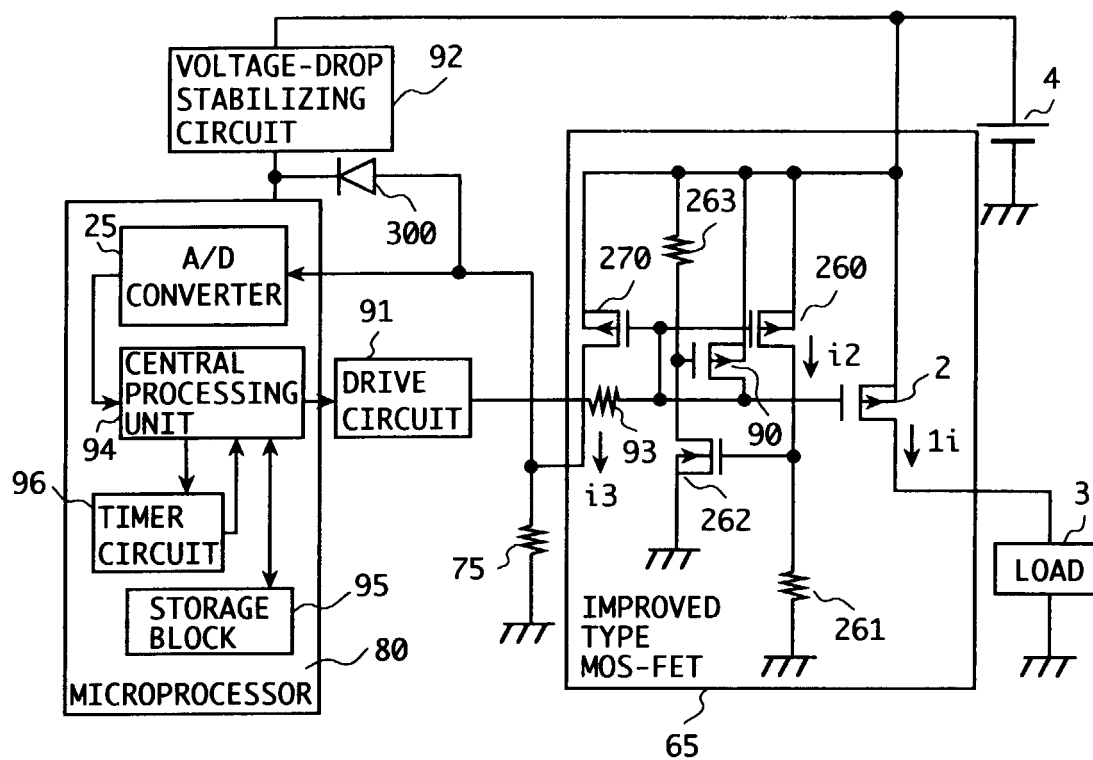 VOLTAGE-DROP
STABILIZING
CIRCUIT
92
4
300
25
A/D
CONVERTER
263
270
260
91
i2
CENTRAL
PROCESSING
UNIT
94
DRIVE
CIRCUIT
2
93
90
1i
96
i3
262
3
TIMER
CIRCUIT
75
LOAD
95
STORAGE
BLOCK
261
IMPROVED
TYPE
MOS-FET
80
MICROPROCESSOR
65